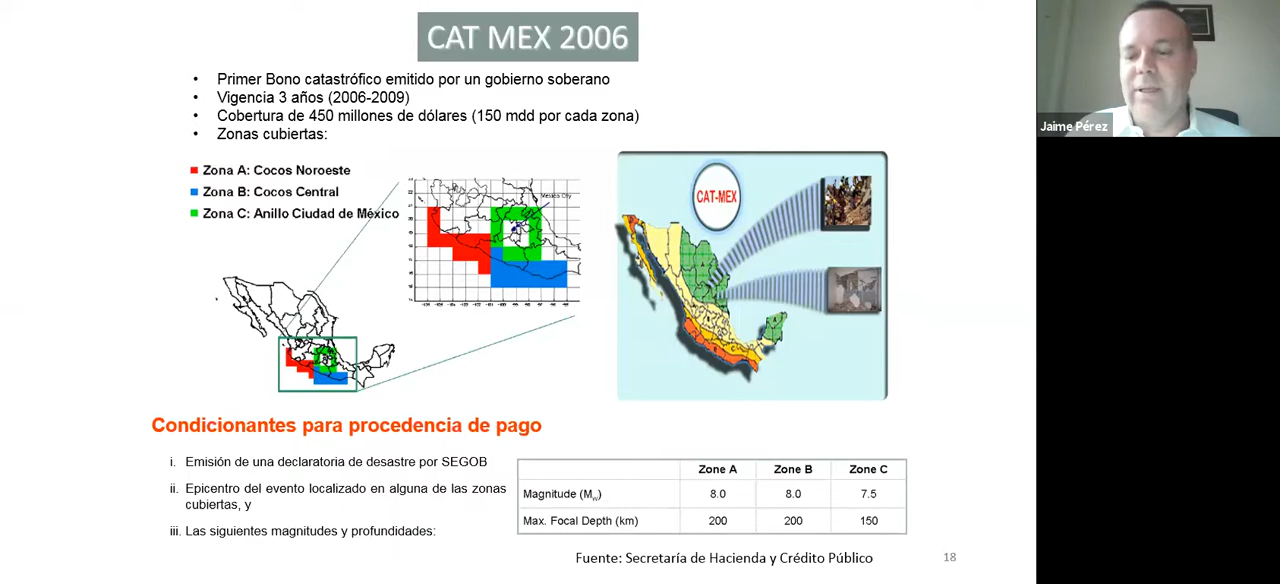 CAT MEX 2006
• Primer Bono catastrófico emitido por un gobierno soberano
• Vigencia 3 años (2006-2009)
• Cobertura de 450 millones de dólares (150 mdd por cada zona)
• Zonas cubiertas:
Zona A: Cocos Noroeste
Zona B: Cocos Central
Zona C: Anillo Ciudad de México
Mexico City
CAT-MEX
Condicionantes para procedencia de pago
i. Emisión de una declaratoria de desastre por SEGOB
ii. Epicentro del evento localizado en alguna de las zonas
cubiertas, y
iii. Las siguientes magnitudes y profundidades:
Zone A Zone B Zone C
Magnitude (Mw) 8.0 8.0 7.5
Max. Focal Depth (km) 200 200 150
Fuente: Secretaría de Hacienda y Crédito Público
18
Jaime Pérez